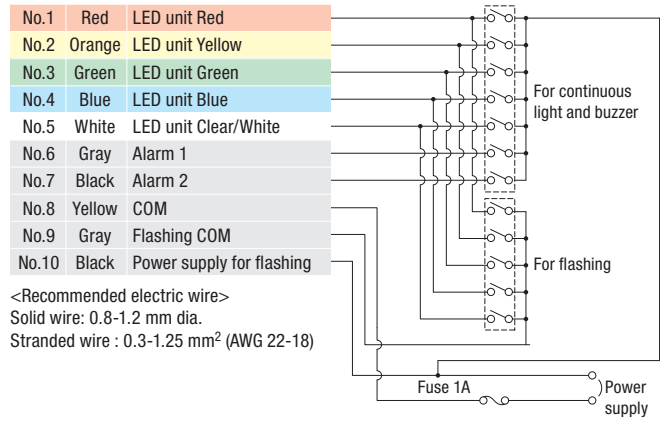 No.1 Red LED unit Red
No.2 Orange LED unit Yellow
No.3 Green LED unit Green
No.4 Blue LED unit Blue
No.5 White LED unit Clear/White
No.6 Gray Alarm 1
No.7 Black Alarm 2
No.8 Yellow COM
No.9 Gray Flashing COM
No.10 Black Power supply for flashing
For continuous
light and buzzer
For flashing
<Recommended electric wire>
Solid wire: 0.8-1.2 mm dia.
Stranded wire : 0.3-1.25 mm² (AWG 22-18)
Fuse 1A
Power
supply